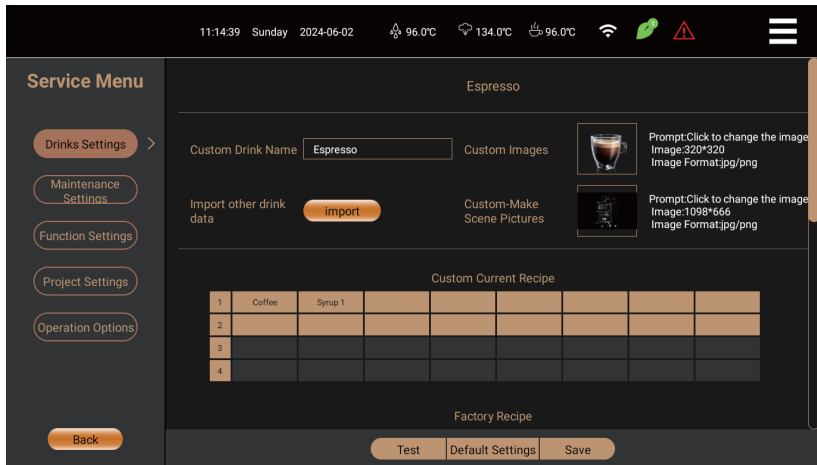 11:14:39 Sunday 2024-06-02 96.0℃ 134.0℃ 96.0℃ 1
Service Menu
Drinks Settings >
Maintenance
Settings
Function Settings
Project Settings
Operation Options
Back
Espresso
Custom Drink Name Espresso
Custom Images
Prompt:Click to change the image
Image:320*320
Image Format:jpg/png
Import other drink
data
import
Custom-Make
Scene Pictures
Prompt:Click to change the image
Image:1098*666
Image Format:jpg/png
Custom Current Recipe
1 Coffee Syrup 1
2
3
4
Factory Recipe
Test Default Settings Save